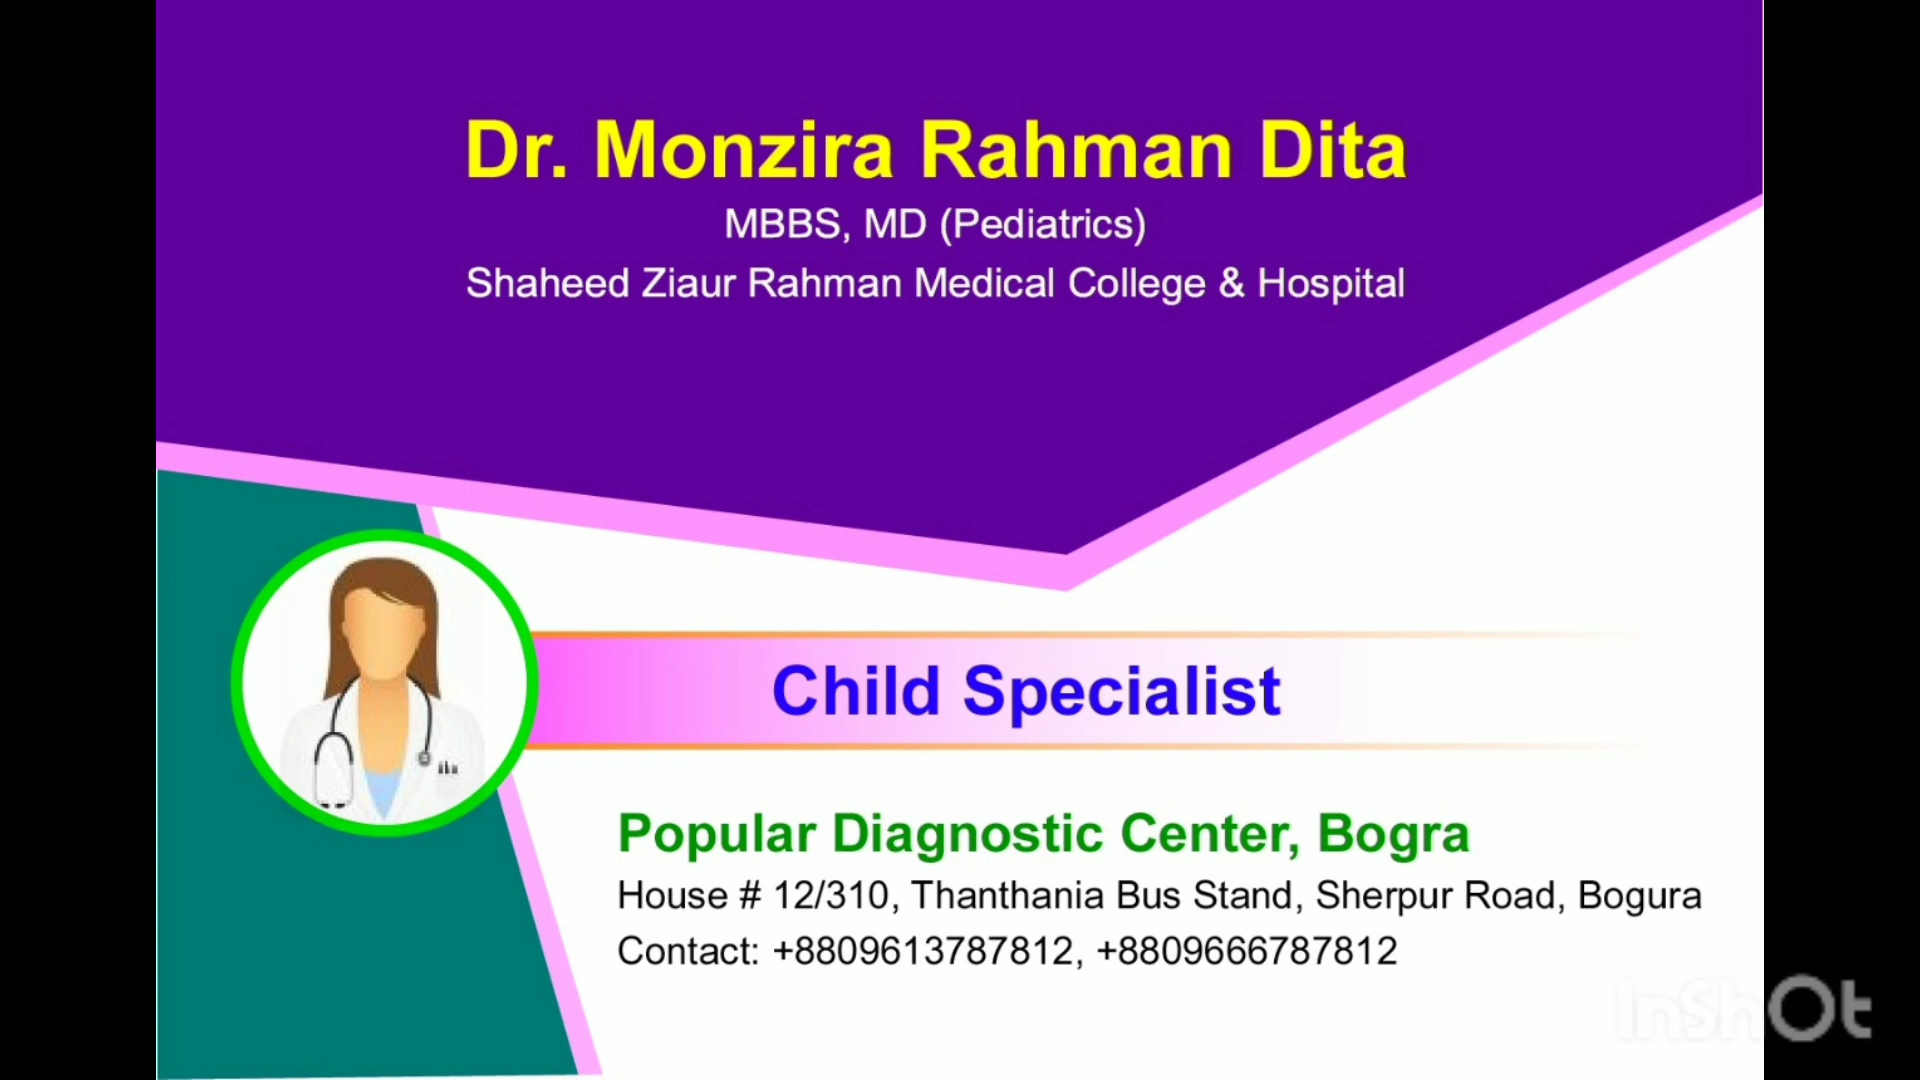 Dr. Monzira Rahman Dita
MBBS, MD (Pediatrics)
Shaheed Ziaur Rahman Medical College & Hospital
Child Specialist
Popular Diagnostic Center, Bogra
House # 12/310, Thanthania Bus Stand, Sherpur Road, Bogura
Contact: +8809613787812, +8809666787812
InShOt